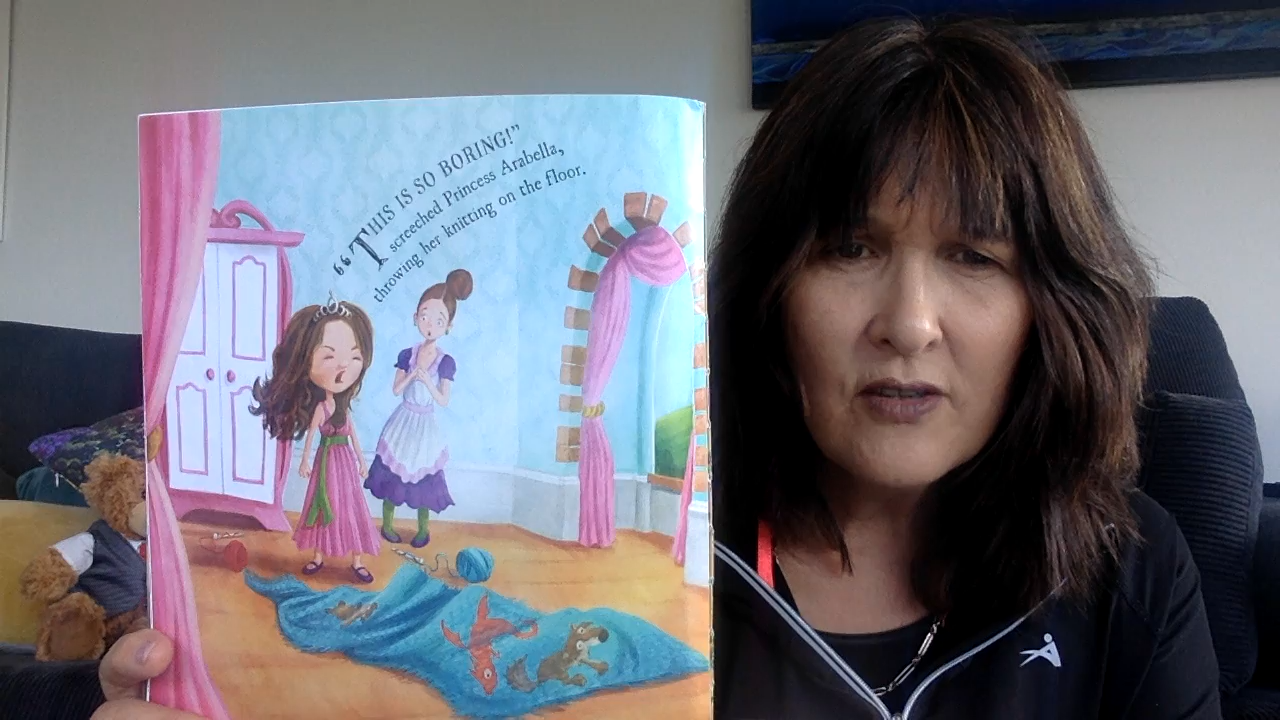 “THIS IS SO BORING!”
screeched Princess Arabella,
throwing her knitting on the floor.